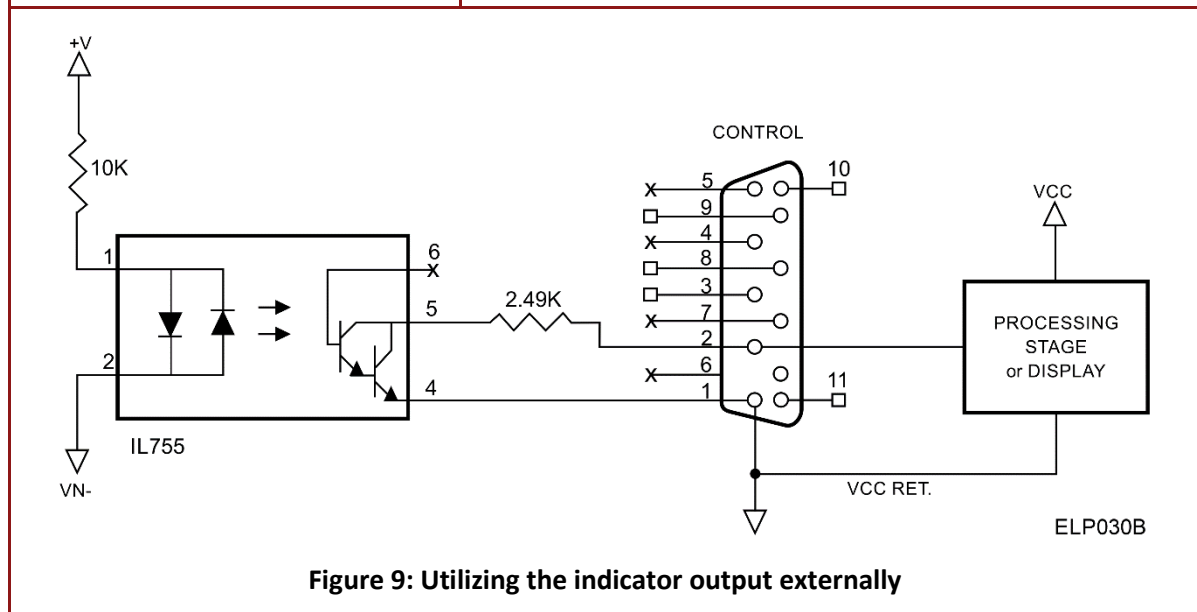 +V
10K
1
2
VN-
IL755
6
x
5
2.49K
4
CONTROL
x 5 10
9
x 4
8
3
x 7
2
x 6
1 11
VCC
PROCESSING
STAGE
or DISPLAY
VCC RET.
ELP030B
Figure 9: Utilizing the indicator output externally